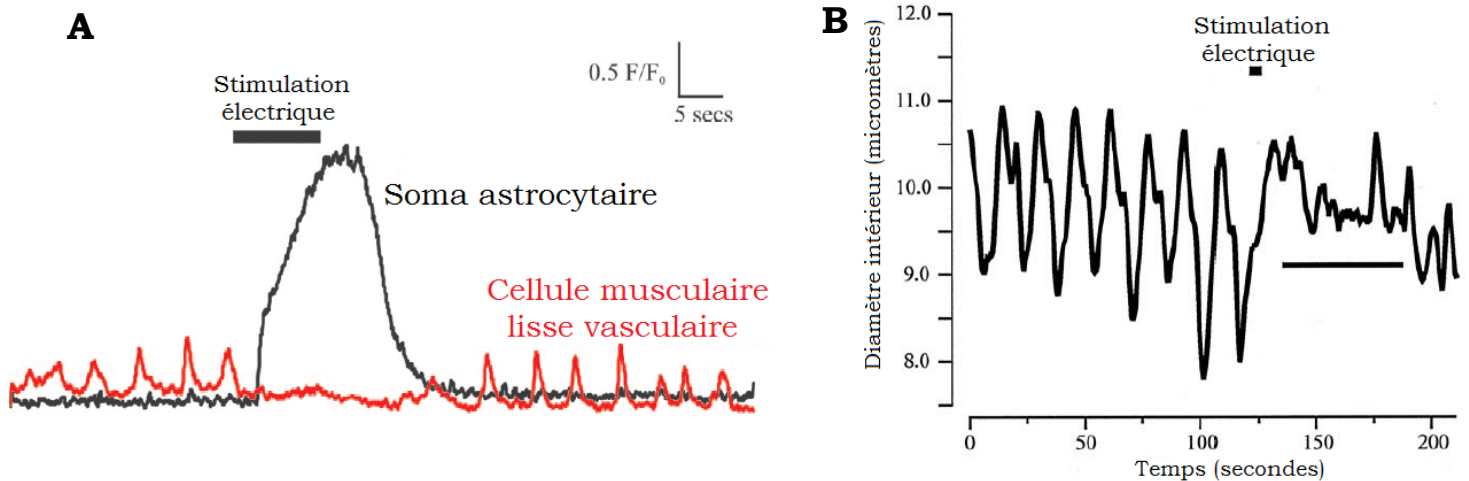 A
Stimulation
électrique
0.5 F/F₀
5 secs
Soma astrocytaire
Cellule musculaire
lisse vasculaire
B
Stimulation
électrique
Diamètre intérieur (micromètres)
12.0
11.0
10.0
9.0
8.0
0
50
100
150
200
Temps (secondes)